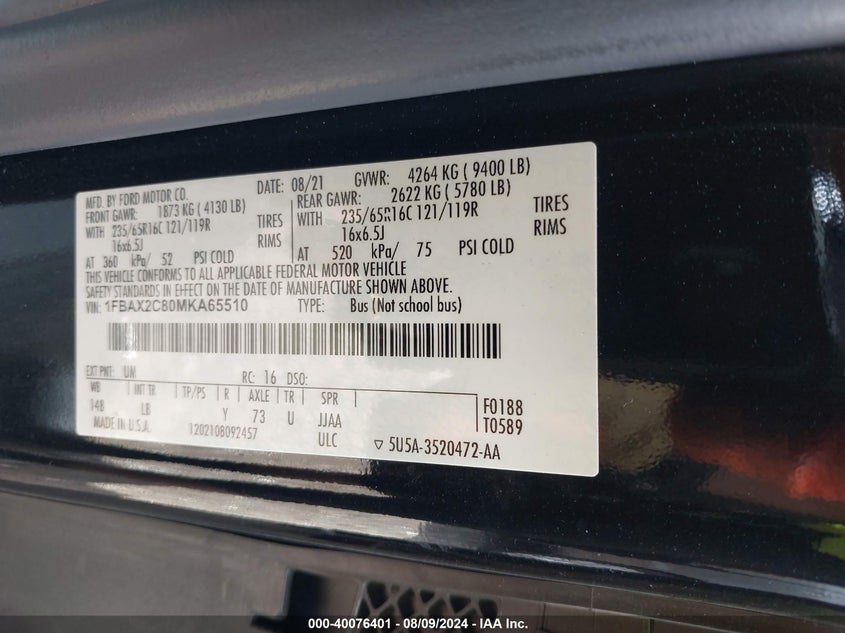 MFD. BY FORD MOTOR CO. DATE: 08/21 GVWR: 4264 KG ( 9400 LB)
FRONT GAWR: 1873 KG ( 4130 LB) REAR GAWR: 2622 KG ( 5780 LB)
WITH 235/65R16C 121/119R TIRES WITH 235/65R16C 121/119R TIRES
16x6.5J RIMS 16x6.5J RIMS
AT 360 kPa/ 52 PSI COLD AT 520 kPa/ 75 PSI COLD
THIS VEHICLE CONFORMS TO ALL APPLICABLE FEDERAL MOTOR VEHICLE
SAFETY STANDARDS IN EFFECT ON THE DATE OF MANUFACTURE SHOWN ABOVE.
VIN: 1FBAX2C80MKA65510 TYPE: Bus (Not school bus)
EXT PNT: UM RC: 16 DSO:
WB INT TR TP/PS R AXLE TR SPR F0188
148 LB Y 73 U JJAA T0589
MADE IN U.S.A. 1202108092457 ULC ▽ 5U5A-3520472-AA
000-40076401 - 08/09/2024 - IAA Inc.